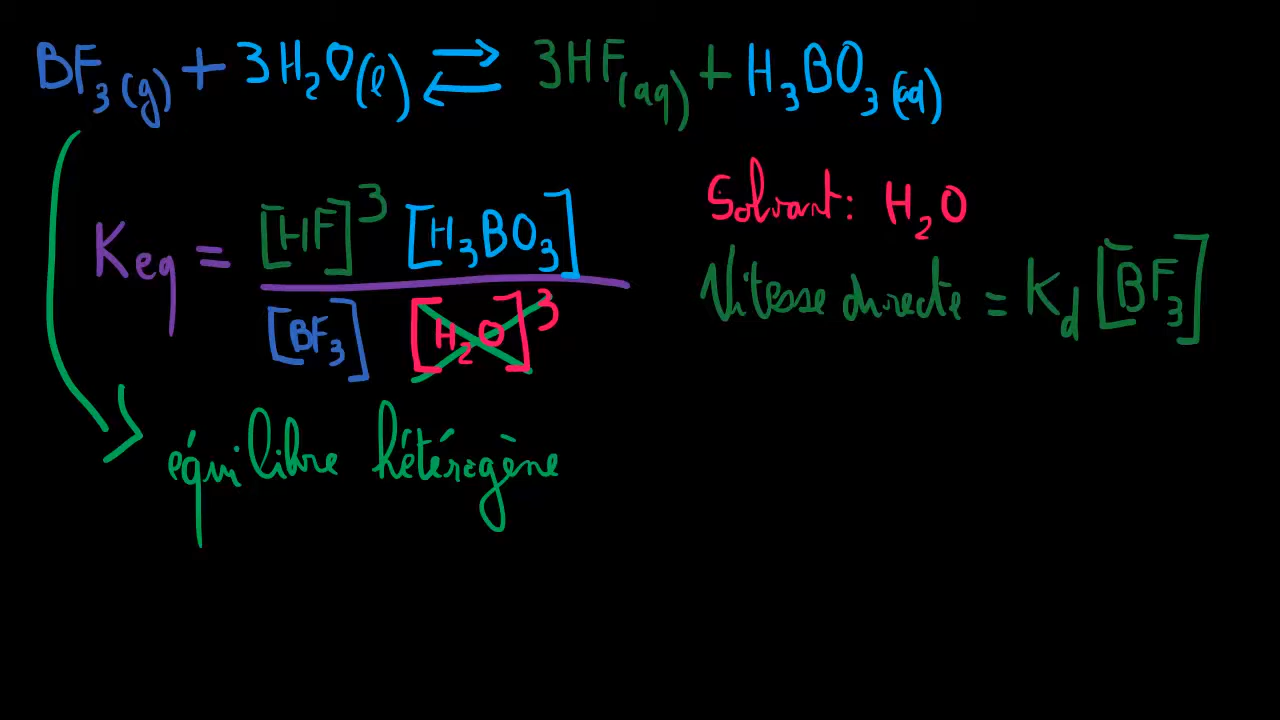 BF₃(g) + 3H₂O(l) ⇄ 3HF(aq) + H₃BO₃(aq)
Keq = [HF]³ [H₃BO₃] / [BF₃] [H₂O]³
Solvant: H₂O
Vitesse directe = Kd [BF₃]
équilibre hétérogène